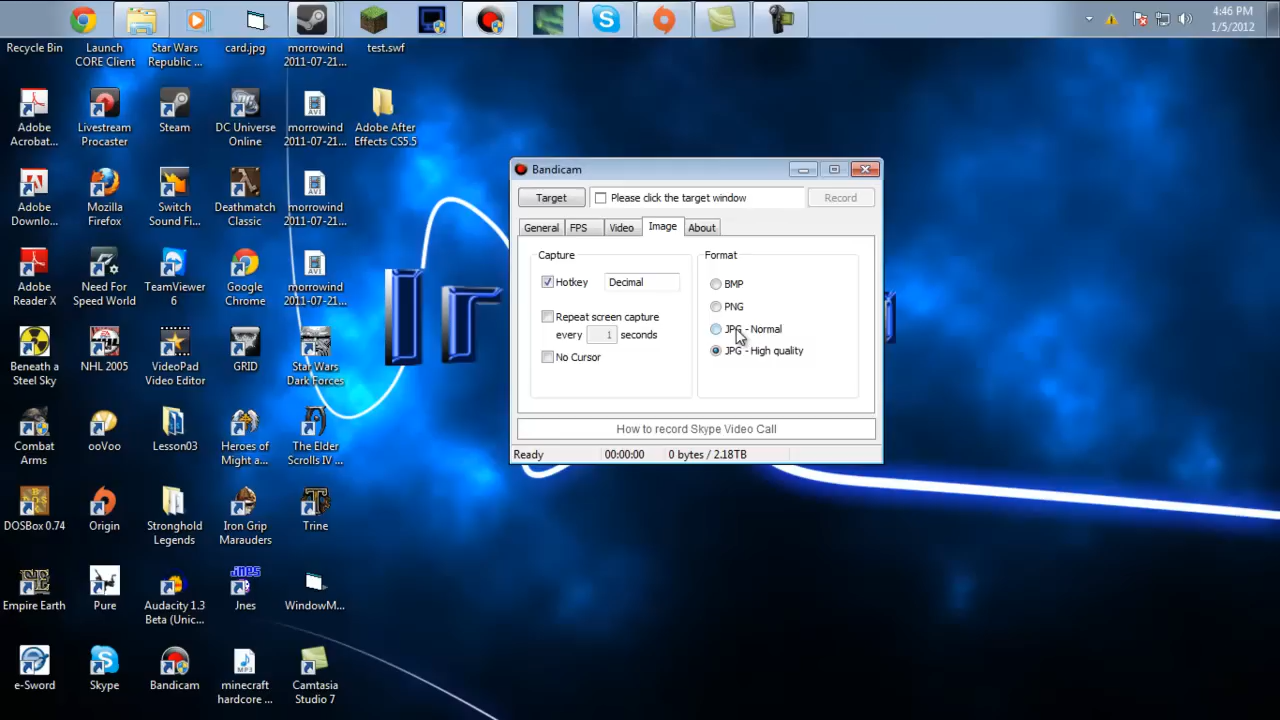 4:46 PM
1/5/2012
Recycle Bin
Launch
CORE Client
Star Wars
Republic ...
card.jpg
morrowind
2011-07-21...
test.swf
Adobe
Acrobat...
Livestream
Procaster
Steam
DC Universe
Online
morrowind
2011-07-21...
Adobe After
Effects CS5.5
Adobe
Downlo...
Mozilla
Firefox
Switch
Sound Fi...
Deathmatch
Classic
morrowind
2011-07-21...
Adobe
Reader X
Need For
Speed World
TeamViewer
6
Google
Chrome
morrowind
2011-07-21...
Beneath a
Steel Sky
NHL 2005
VideoPad
Video Editor
GRID
Star Wars
Dark Forces
Combat
Arms
ooVoo
Lesson03
Heroes of
Might a...
The Elder
Scrolls IV ...
DOSBox 0.74
Origin
Stronghold
Legends
Iron Grip
Marauders
Trine
Empire Earth
Pure
Audacity 1.3
Beta (Unic...
Jnes
WindowM...
e-Sword
Skype
Bandicam
minecraft
hardcore ...
Camtasia
Studio 7
Bandicam
Target
Please click the target window
Record
General
FPS
Video
Image
About
Capture
Hotkey
Decimal
Repeat screen capture
every 1 seconds
No Cursor
Format
BMP
PNG
JPG - Normal
JPG - High quality
How to record Skype Video Call
Ready
00:00:00
0 bytes / 2.18TB
Ir